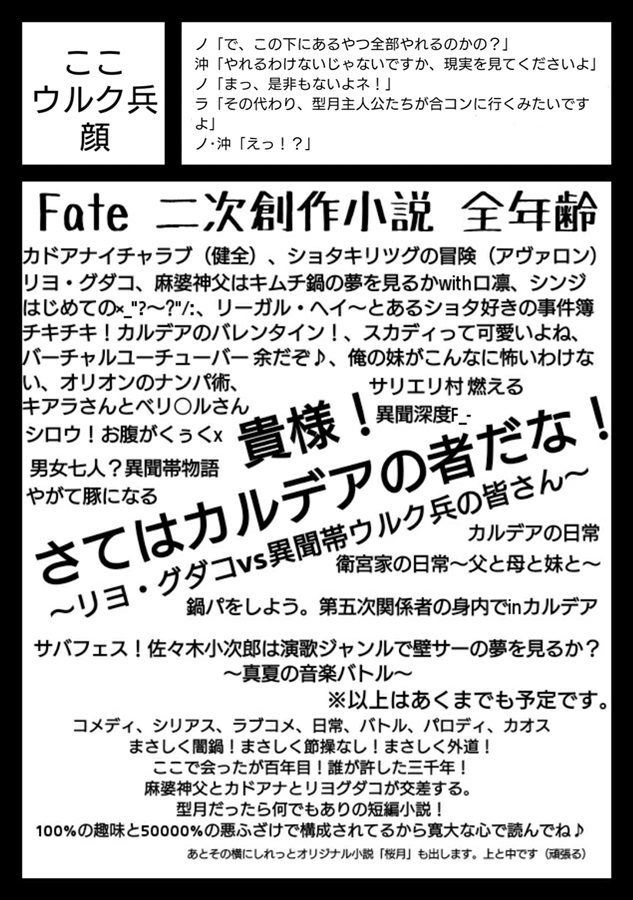 ここ
ウルク兵
顔
ノ「で、この下にあるやつ全部やれるのかの？」
沖「やれるわけないじゃないですか、現実を見てくださいよ」
ノ「まっ、是非もないよネ！」
ラ「その代わり、型月主人公たちが合コンに行くみたいです
よ」
ノ・沖「えっ！？」
Fate 二次創作小説 全年齢
カドアナイチャラブ（健全）、ショタキリツグの冒険（アヴァロン）
リヨ・グダコ、麻婆神父はキムチ鍋の夢を見るかwithロ凛、シンジ
はじめての×_"?～?"/:、リーガル・ヘイ～とあるショタ好きの事件簿
チキチキ！カルデアのバレンタイン！、スカディって可愛いよね、
バーチャルユーチューバー 余だぞ♪、俺の妹がこんなに怖いわけな
い、オリオンのナンパ術、
サリエリ村 燃える
キアラさんとベリ〇ルさん
異聞深度F_-
シロウ！お腹がくぅくx
貴様！
男女七人？異聞帯物語
やがて豚になる
さてはカルデアの者だな！
～リヨ・グダコvs異聞帯ウルク兵の皆さん～
カルデアの日常
衛宮家の日常～父と母と妹と～
鍋パをしよう。第五次関係者の身内でinカルデア
サバフェス！佐々木小次郎は演歌ジャンルで壁サーの夢を見るか？
～真夏の音楽バトル～
※以上はあくまでも予定です。
コメディ、シリアス、ラブコメ、日常、バトル、パロディ、カオス
まさしく闇鍋！まさしく節操なし！まさしく外道！
ここで会ったが百年目！誰が許した三千年！
麻婆神父とカドアナとリヨグダコが交差する。
型月だったら何でもありの短編小説！
100%の趣味と50000%の悪ふざけで構成されてるから寛大な心で読んでね♪
あとその横にしれっとオリジナル小説「桜月」も出します。上と中です（頑張る）